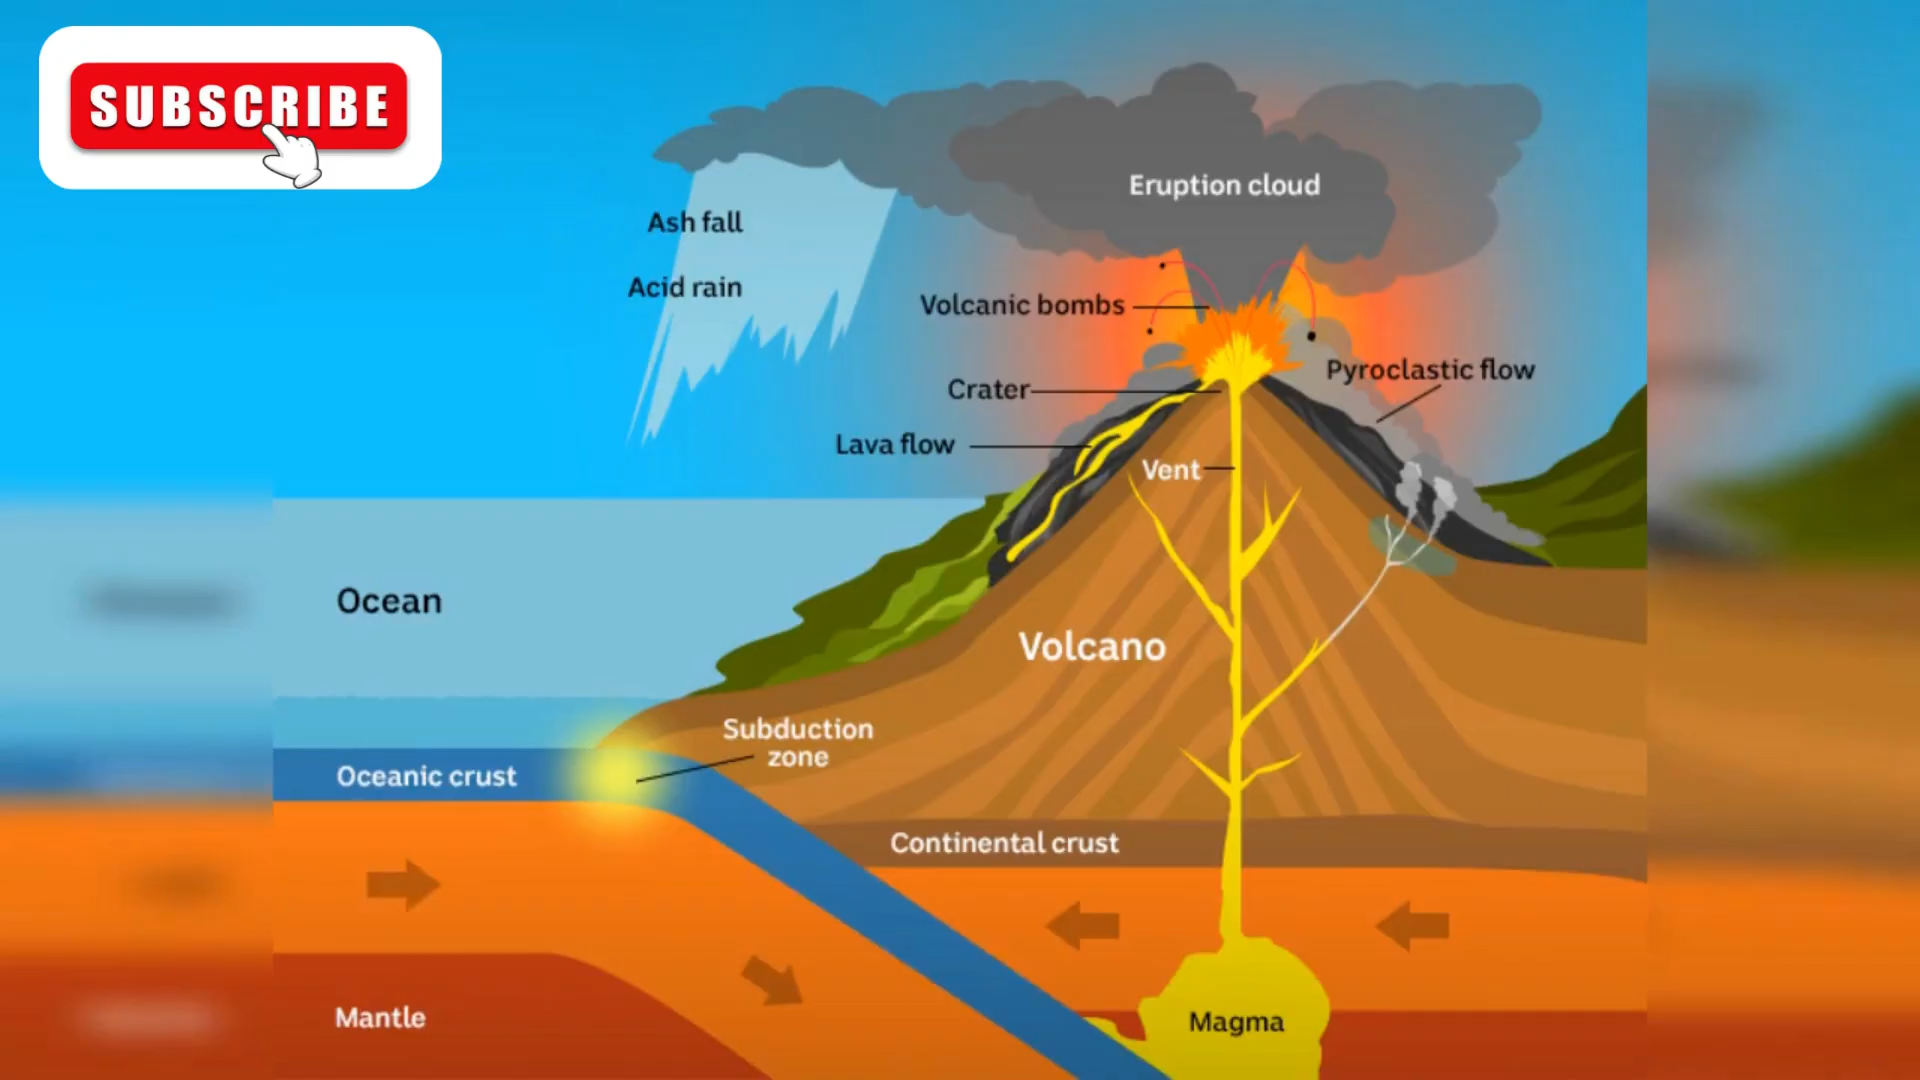 SUBSCRIBE
Eruption cloud
Ash fall
Acid rain
Volcanic bombs
Pyroclastic flow
Crater
Lava flow
Vent
Ocean
Volcano
Subduction
zone
Oceanic crust
Continental crust
Mantle
Magma